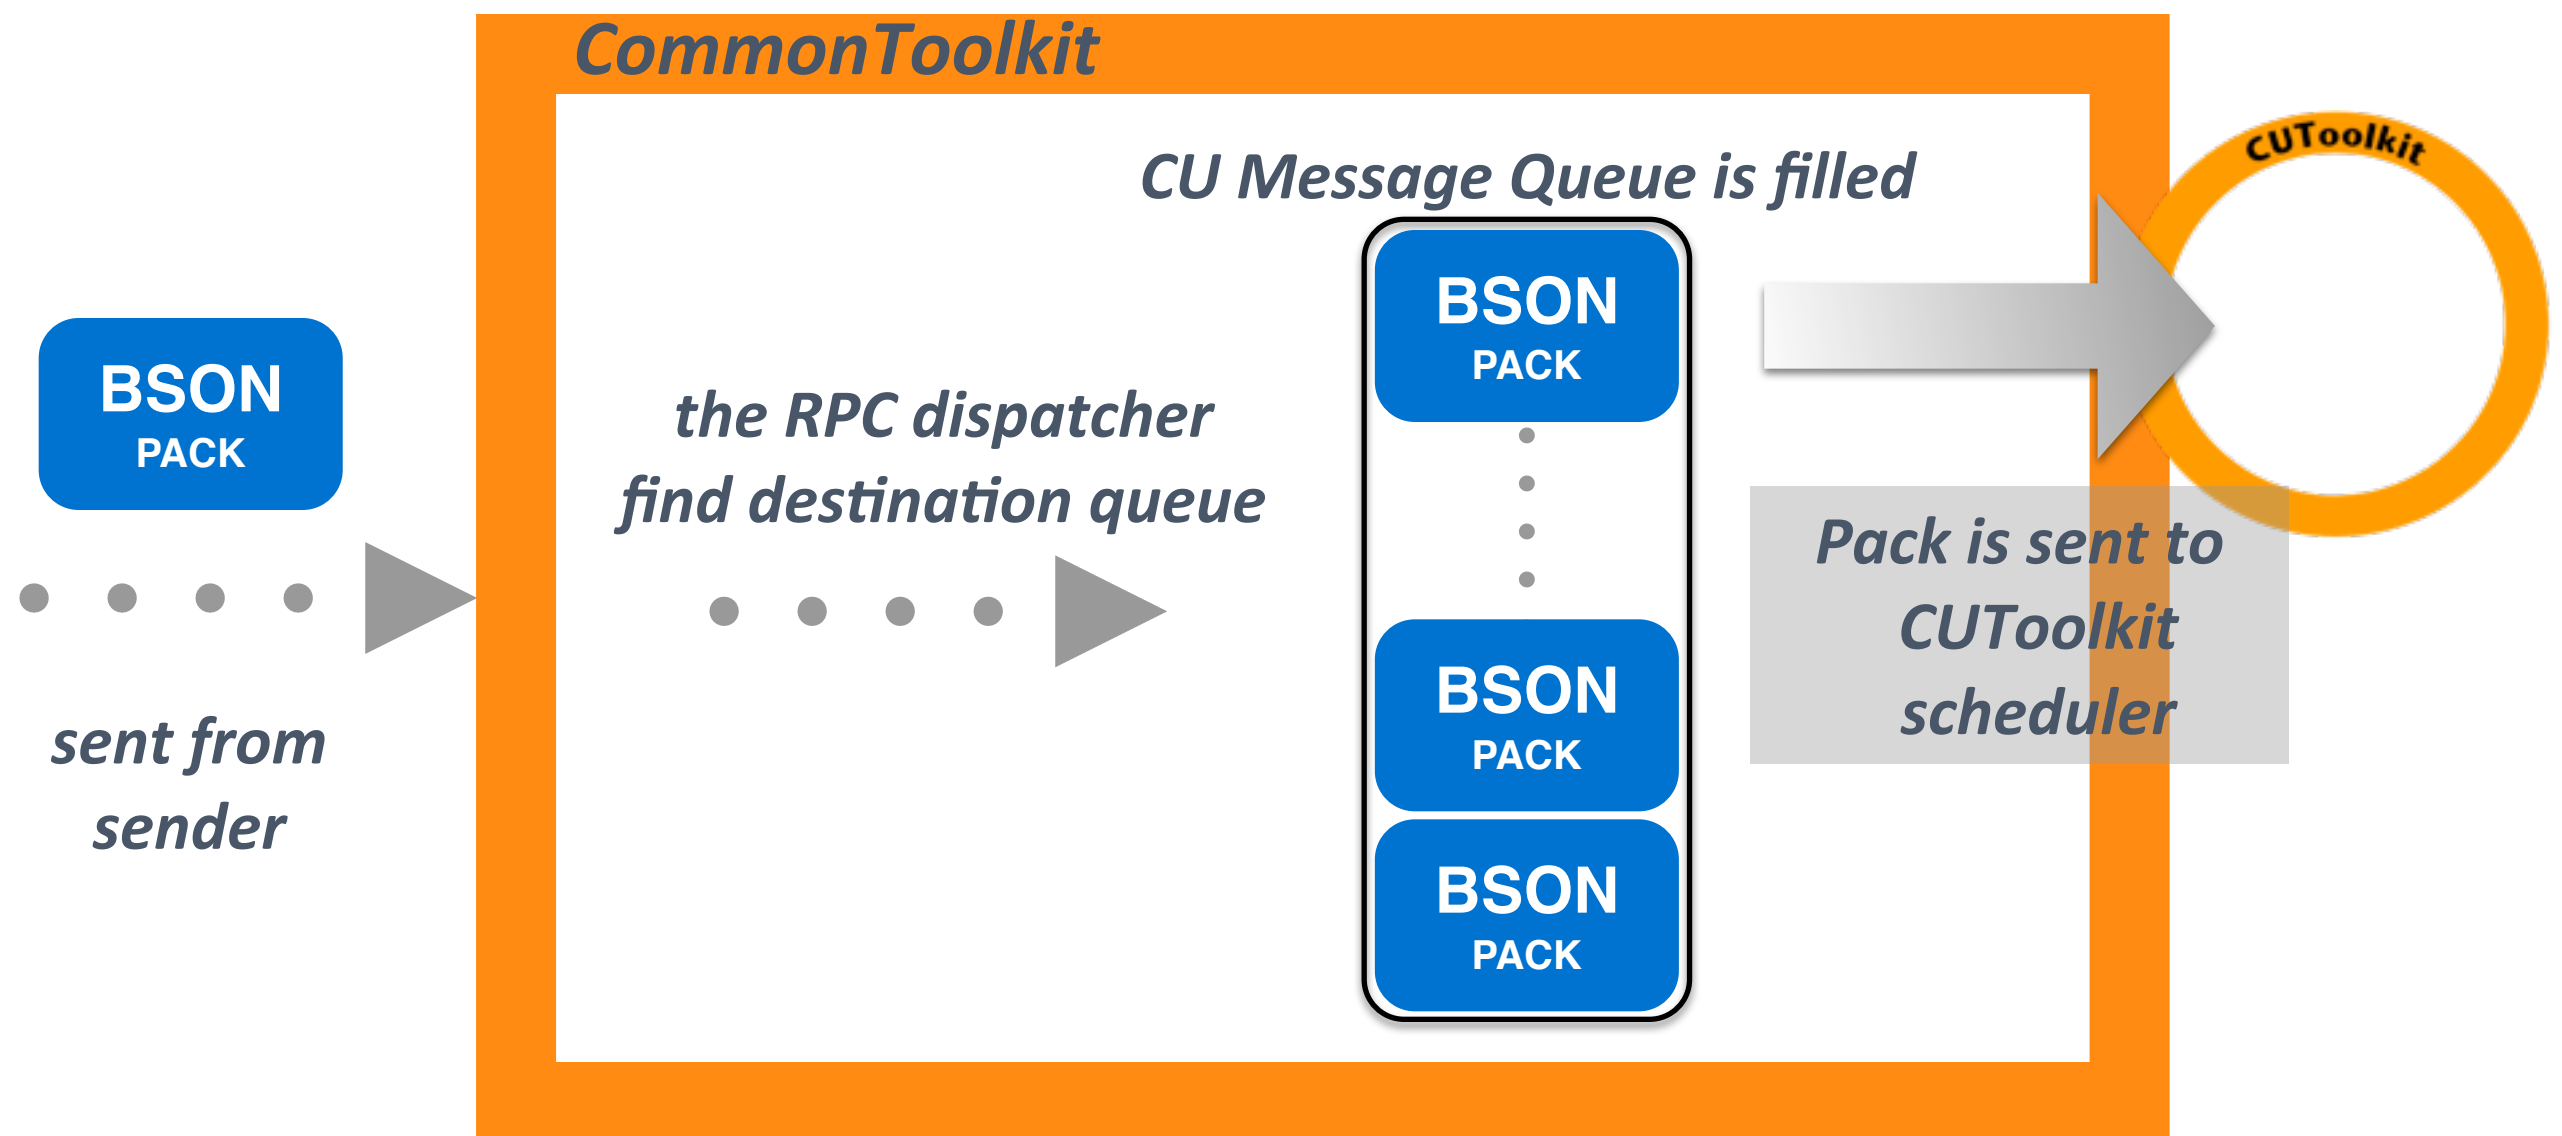 CommonToolkit
CUToolkit
CU Message Queue is filled
BSON
PACK
BSON
PACK
the RPC dispatcher
find destination queue
sent from
sender
Pack is sent to
CUToolkit
scheduler
BSON
PACK
BSON
PACK